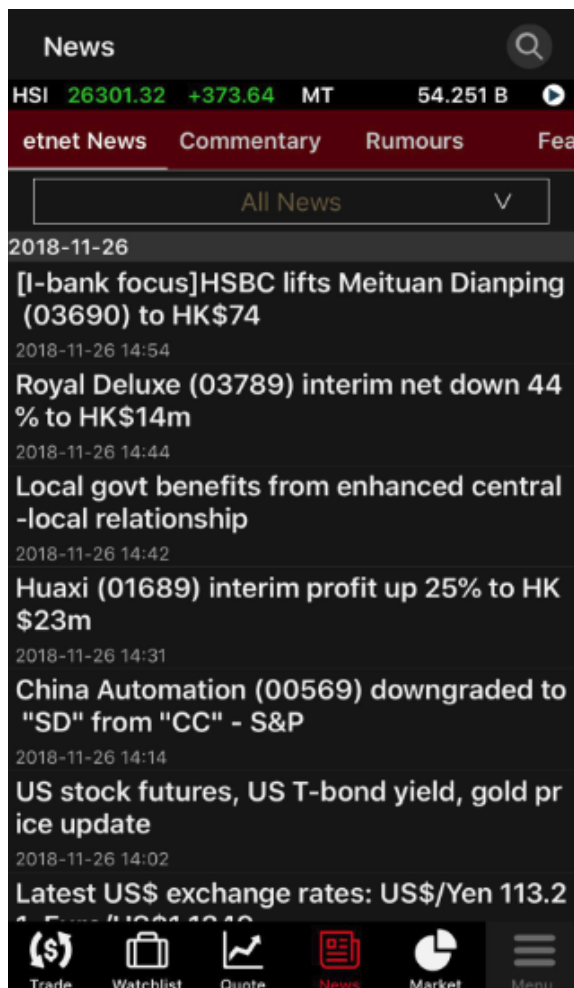 News
HSI 26301.32 +373.64 MT 54.251 B
etnet News Commentary Rumours Fea
All News
2018-11-26
[I-bank focus]HSBC lifts Meituan Dianping
(03690) to HK$74
2018-11-26 14:54
Royal Deluxe (03789) interim net down 44
% to HK$14m
2018-11-26 14:44
Local govt benefits from enhanced central
-local relationship
2018-11-26 14:42
Huaxi (01689) interim profit up 25% to HK
$23m
2018-11-26 14:31
China Automation (00569) downgraded to
"SD" from "CC" - S&P
2018-11-26 14:14
US stock futures, US T-bond yield, gold pr
ice update
2018-11-26 14:02
Latest US$ exchange rates: US$/Yen 113.2
Trade Watchlist Quote News Market Menu